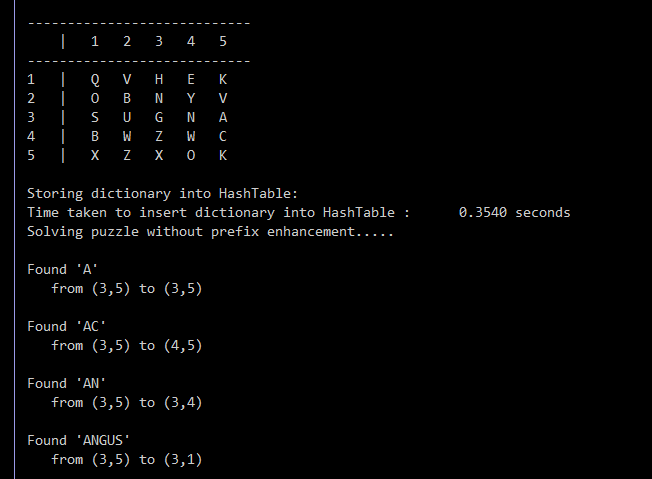 ----------------------------
    |   1   2   3   4   5
----------------------------
1   |   Q   V   H   E   K
2   |   O   B   N   Y   V
3   |   S   U   G   N   A
4   |   B   W   Z   W   C
5   |   X   Z   X   O   K
Storing dictionary into HashTable:
Time taken to insert dictionary into HashTable :      0.3540 seconds
Solving puzzle without prefix enhancement.....
Found 'A'
   from (3,5) to (3,5)
Found 'AC'
   from (3,5) to (4,5)
Found 'AN'
   from (3,5) to (3,4)
Found 'ANGUS'
   from (3,5) to (3,1)